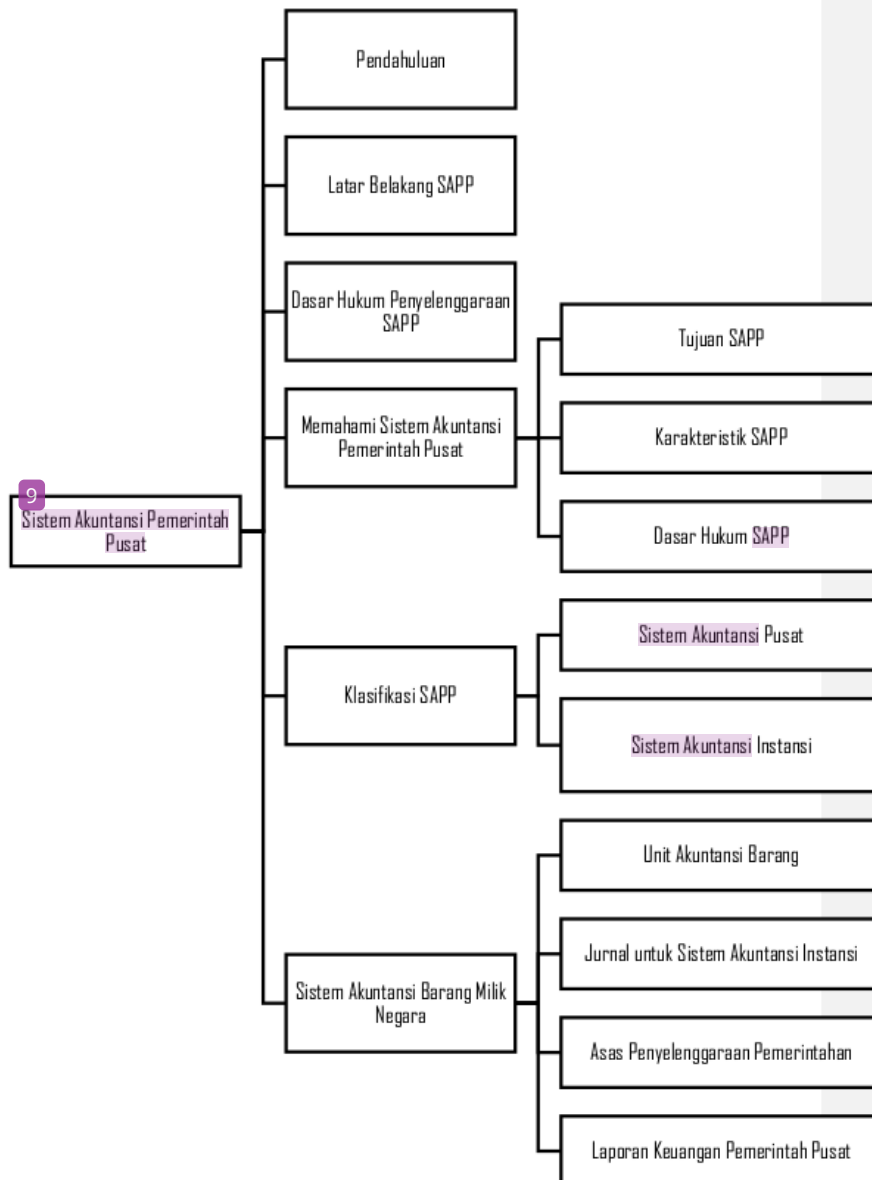 Pendahuluan
Latar Belakang SAPP
Dasar Hukum Penyelenggaraan
SAPP
Memahami Sistem Akuntansi
Pemerintah Pusat
Tujuan SAPP
Karakteristik SAPP
Dasar Hukum SAPP
9
Sistem Akuntansi Pemerintah
Pusat
Klasifikasi SAPP
Sistem Akuntansi Pusat
Sistem Akuntansi Instansi
Sistem Akuntansi Barang Milik
Negara
Unit Akuntansi Barang
Jurnal untuk Sistem Akuntansi Instansi
Asas Penyelenggaraan Pemerintahan
Laporan Keuangan Pemerintah Pusat